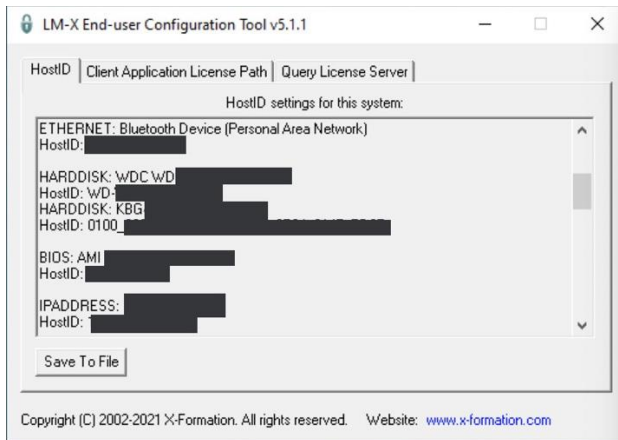 LM-X End-user Configuration Tool v5.1.1
HostID Client Application License Path Query License Server
HostID settings for this system:
ETHERNET: Bluetooth Device (Personal Area Network)
HostID:
HARDDISK: WDC WD
HostID: WD-
HARDDISK: KBG
HostID: 0100_
BIOS: AMI
HostID:
IPADDRESS:
HostID:
Save To File
Copyright (C) 2002-2021 X-Formation. All rights reserved. Website: www.x-formation.com